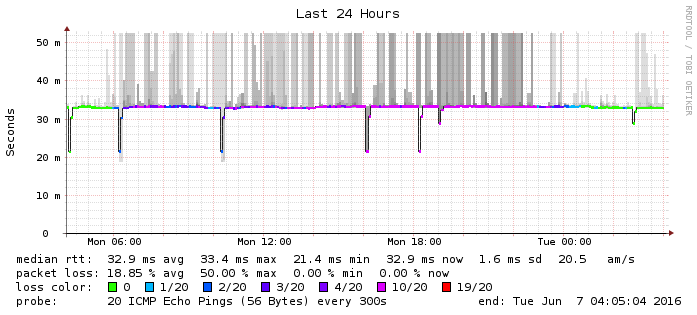 Last 24 Hours
RRDTOOL / TOBI OETIKER
Seconds
50 m
40 m
30 m
20 m
10 m
0
Mon 06:00 Mon 12:00 Mon 18:00 Tue 00:00
median rtt: 32.9 ms avg 33.4 ms max 21.4 ms min 32.9 ms now 1.6 ms sd 20.5 am/s
packet loss: 18.85 % avg 50.00 % max 0.00 % min 0.00 % now
loss color: 0 1/20 2/20 3/20 4/20 10/20 19/20
probe: 20 ICMP Echo Pings (56 Bytes) every 300s end: Tue Jun 7 04:05:04 2016